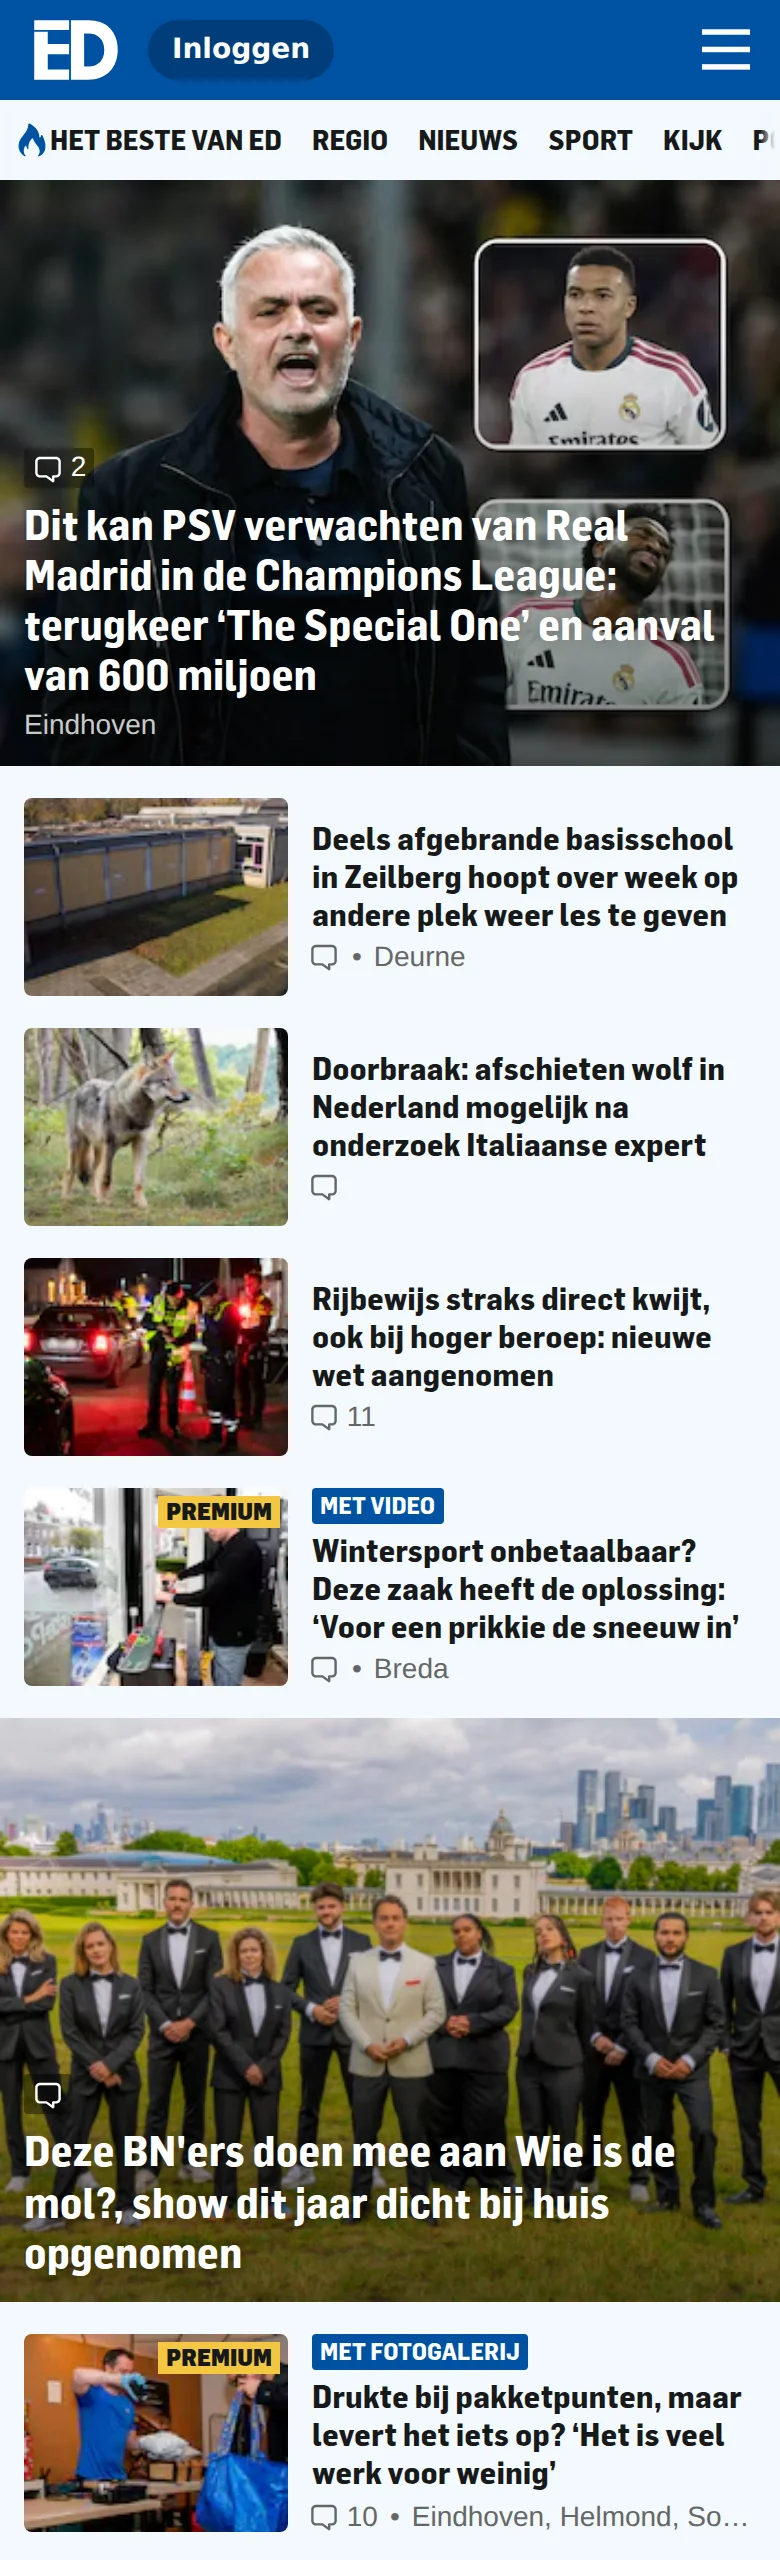 ED
Inloggen
HET BESTE VAN ED REGIO NIEUWS SPORT KIJK
Emirates
2
Dit kan PSV verwachten van Real
Madrid in de Champions League:
terugkeer ‘The Special One’ en aanval
van 600 miljoen
Eindhoven
Deels afgebrande basisschool
in Zeilberg hoopt over week op
andere plek weer les te geven
• Deurne
Doorbraak: afschieten wolf in
Nederland mogelijk na
onderzoek Italiaanse expert
Rijbewijs straks direct kwijt,
ook bij hoger beroep: nieuwe
wet aangenomen
11
PREMIUM
MET VIDEO
Wintersport onbetaalbaar?
Deze zaak heeft de oplossing:
‘Voor een prikkie de sneeuw in’
• Breda
Deze BN'ers doen mee aan Wie is de
mol?, show dit jaar dicht bij huis
opgenomen
PREMIUM
MET FOTOGALERIJ
Drukte bij pakketpunten, maar
levert het iets op? ‘Het is veel
werk voor weinig’
10 • Eindhoven, Helmond, So…